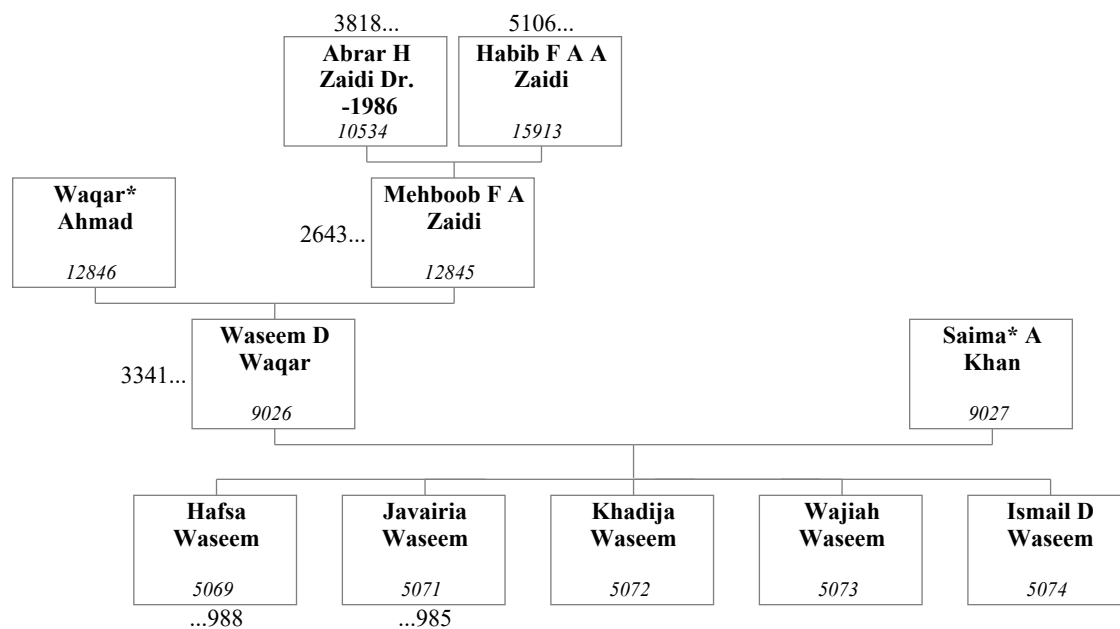 3818...
5106...
Abrar H
Zaidi Dr.
-1986
10534
Habib F A A
Zaidi
15913
Waqar*
Ahmad
12846
2643...
Mehboob F A
Zaidi
12845
3341...
Waseem D
Waqar
9026
Saima* A
Khan
9027
Hafsa
Waseem
5069
...988
Javairia
Waseem
5071
...985
Khadija
Waseem
5072
Wajiah
Waseem
5073
Ismail D
Waseem
5074